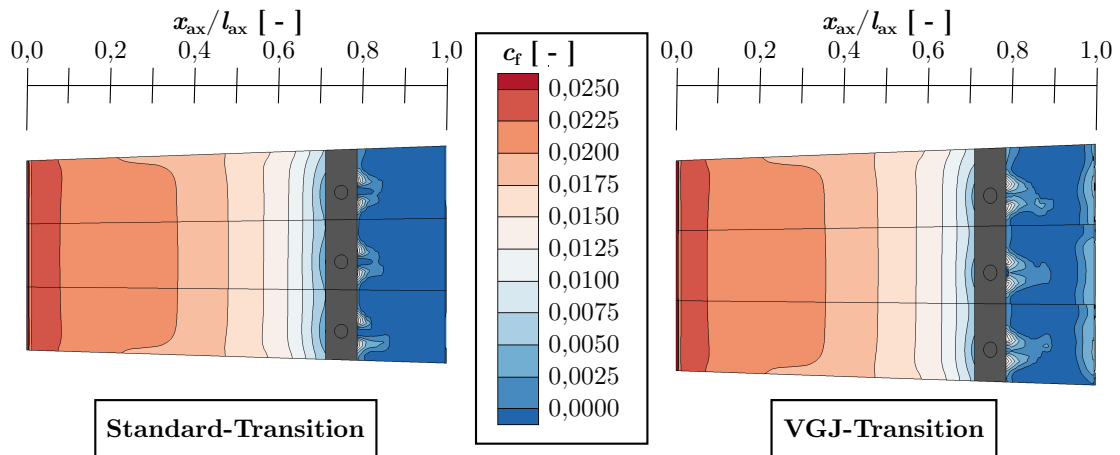 x_ax/l_ax [ - ]
0,0 0,2 0,4 0,6 0,8 1,0
c_f [ - ]
0,0250
0,0225
0,0200
0,0175
0,0150
0,0125
0,0100
0,0075
0,0050
0,0025
0,0000
x_ax/l_ax [ - ]
0,0 0,2 0,4 0,6 0,8 1,0
Standard-Transition
VGJ-Transition